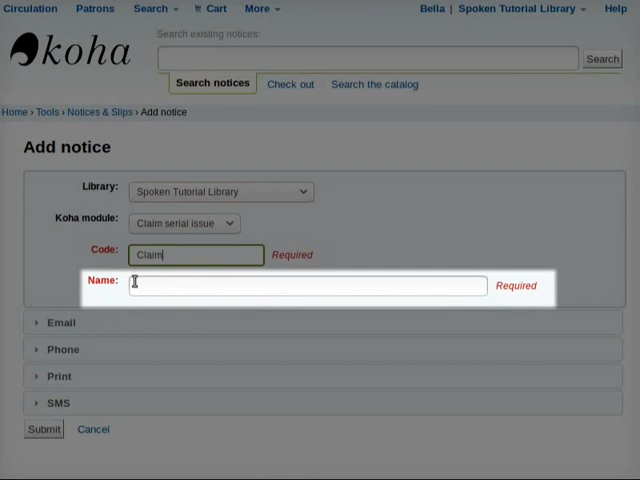 Circulation Patrons Search Cart More Bella | Spoken Tutorial Library Help
koha
Search existing notices:
Search
Search notices Check out Search the catalog
Home › Tools › Notices & Slips › Add notice
Add notice
Library: Spoken Tutorial Library
Koha module: Claim serial issue
Code: Claim Required
Name: Required
Email
Phone
Print
SMS
Submit Cancel